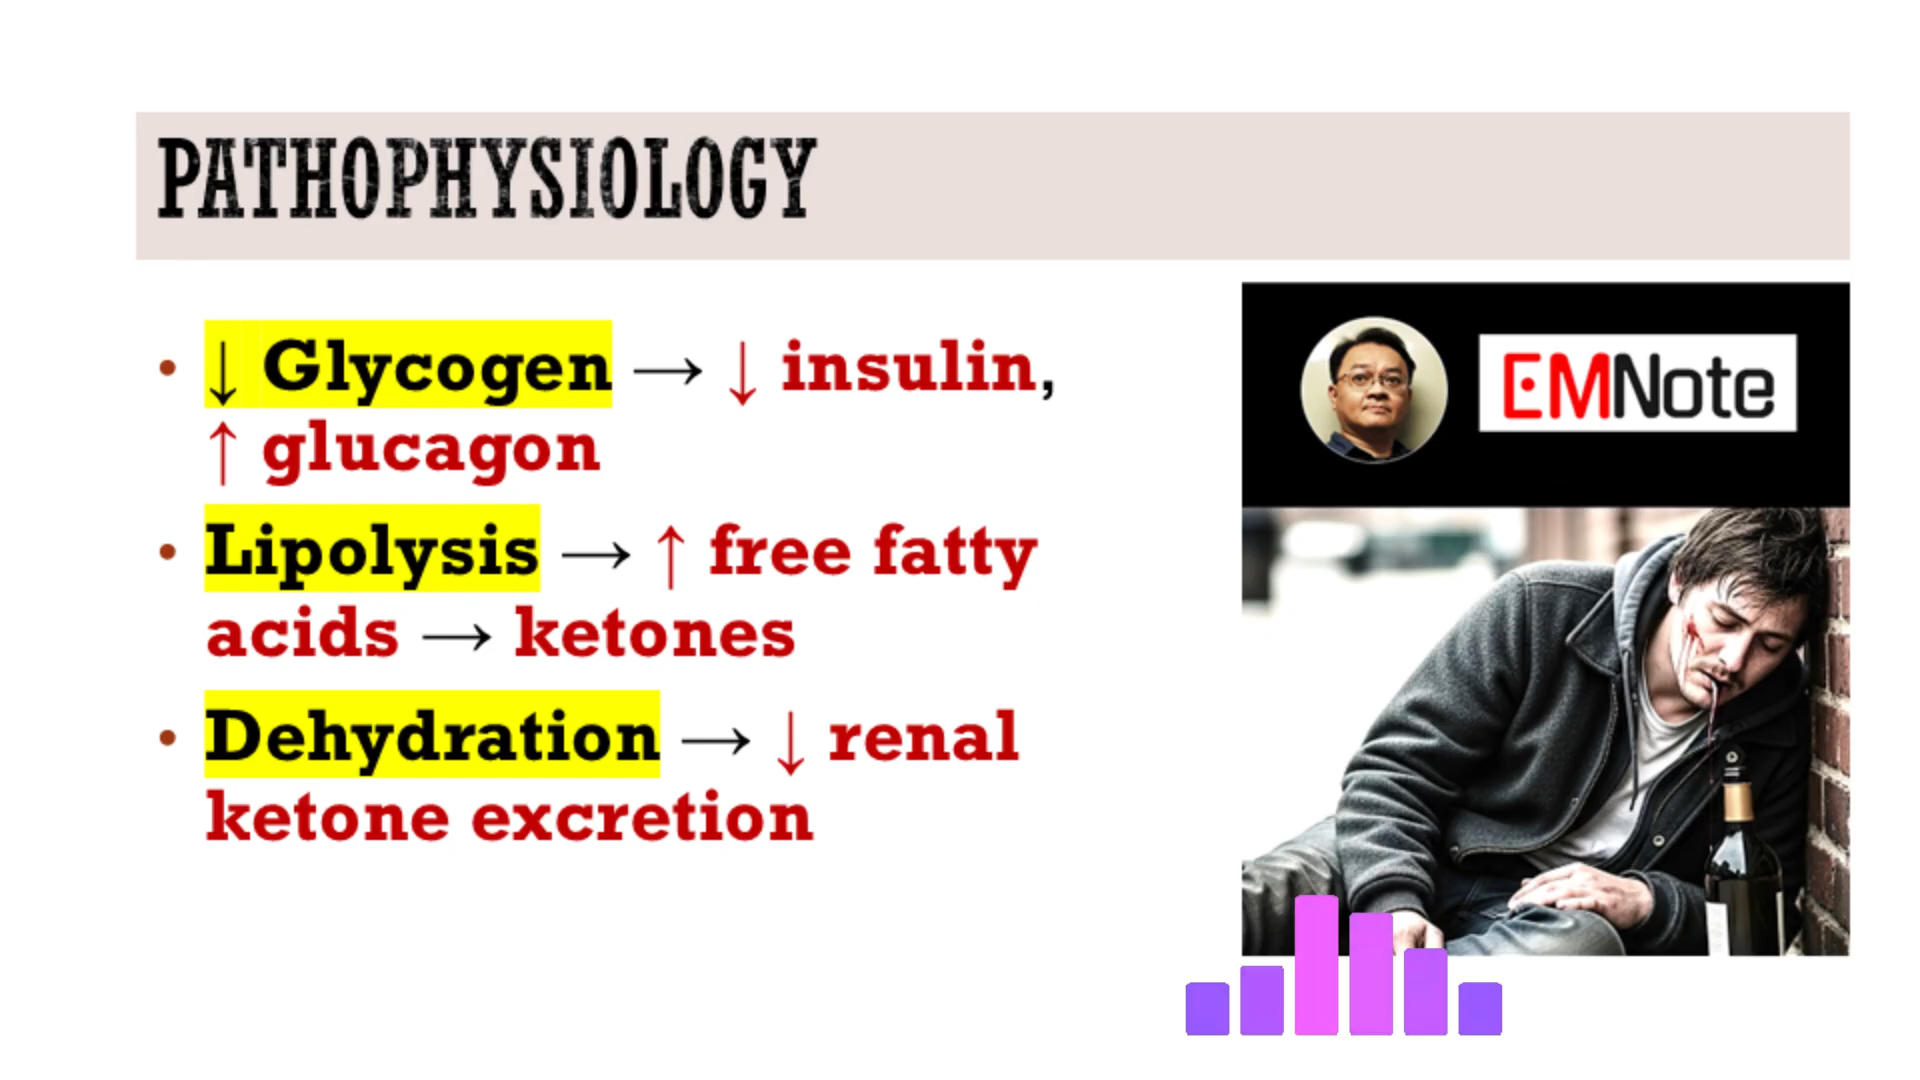 PATHOPHYSIOLOGY
• ↓ Glycogen → ↓ insulin,
↑ glucagon
• Lipolysis → ↑ free fatty
acids → ketones
• Dehydration → ↓ renal
ketone excretion
EMNote